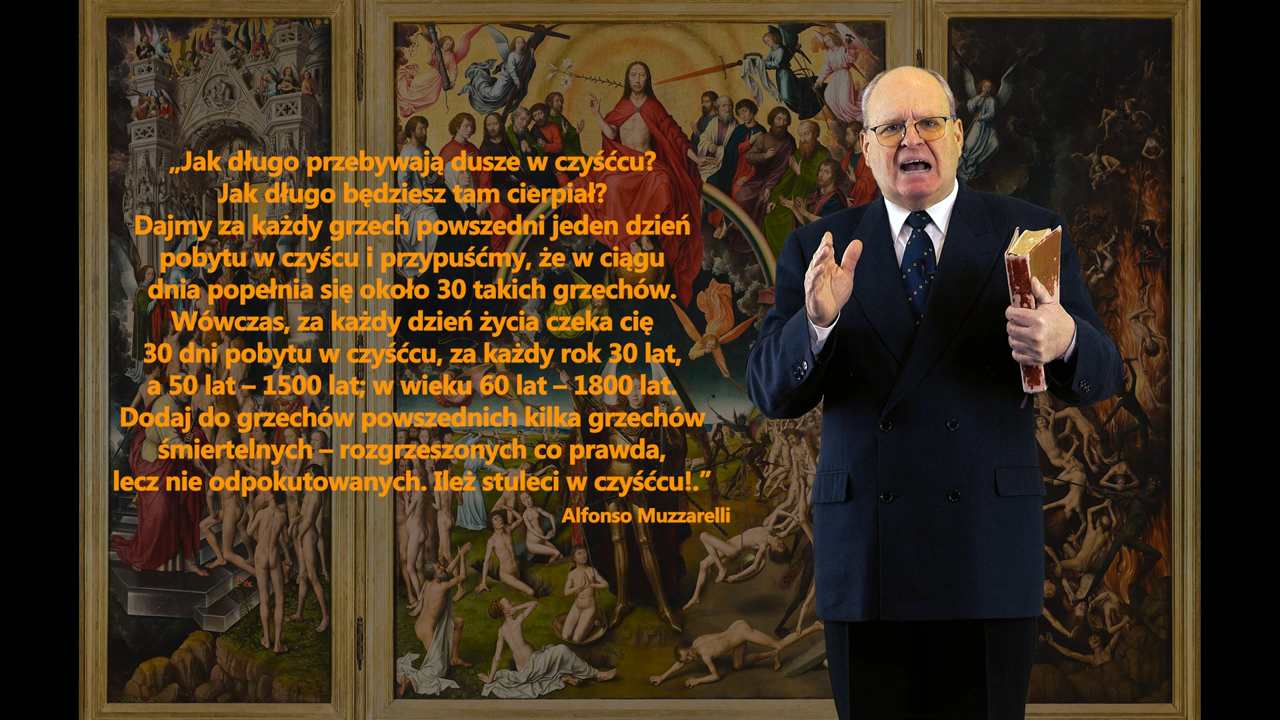 „Jak długo przebywają dusze w czyśćcu?
Jak długo będziesz tam cierpiał?
Dajmy za każdy grzech powszedni jeden dzień
pobytu w czyścu i przypuśćmy, że w ciągu
dnia popełnia się około 30 takich grzechów.
Wówczas, za każdy dzień życia czeka cię
30 dni pobytu w czyśćcu, za każdy rok 30 lat,
a 50 lat – 1500 lat; w wieku 60 lat – 1800 lat.
Dodaj do grzechów powszednich kilka grzechów
śmiertelnych – rozgrzeszonych co prawda,
lecz nie odpokutowanych. Ileż stuleci w czyśćcu!.”
Alfonso Muzzarelli